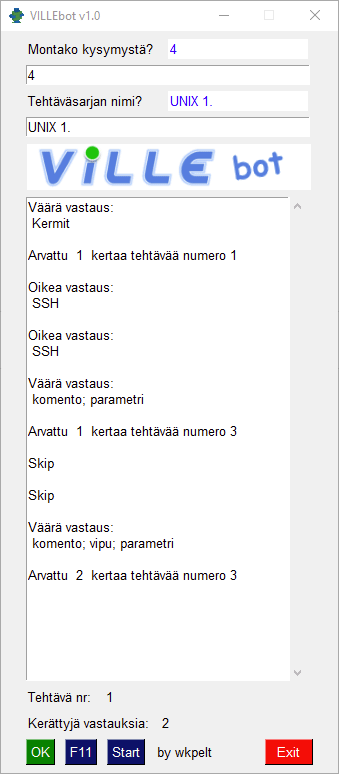 VILLEbot v1.0
Montako kysymystä? 4
4
Tehtäväsarjan nimi? UNIX 1.
UNIX 1.
ViLLE bot
Väärä vastaus:
Kermit
Arvattu 1 kertaa tehtävää numero 1
Oikea vastaus:
SSH
Oikea vastaus:
SSH
Väärä vastaus:
komento; parametri
Arvattu 1 kertaa tehtävää numero 3
Skip
Skip
Väärä vastaus:
komento; vipu; parametri
Arvattu 2 kertaa tehtävää numero 3
Tehtävä nr: 1
Kerättyjä vastauksia: 2
OK F11 Start by wkpelt Exit